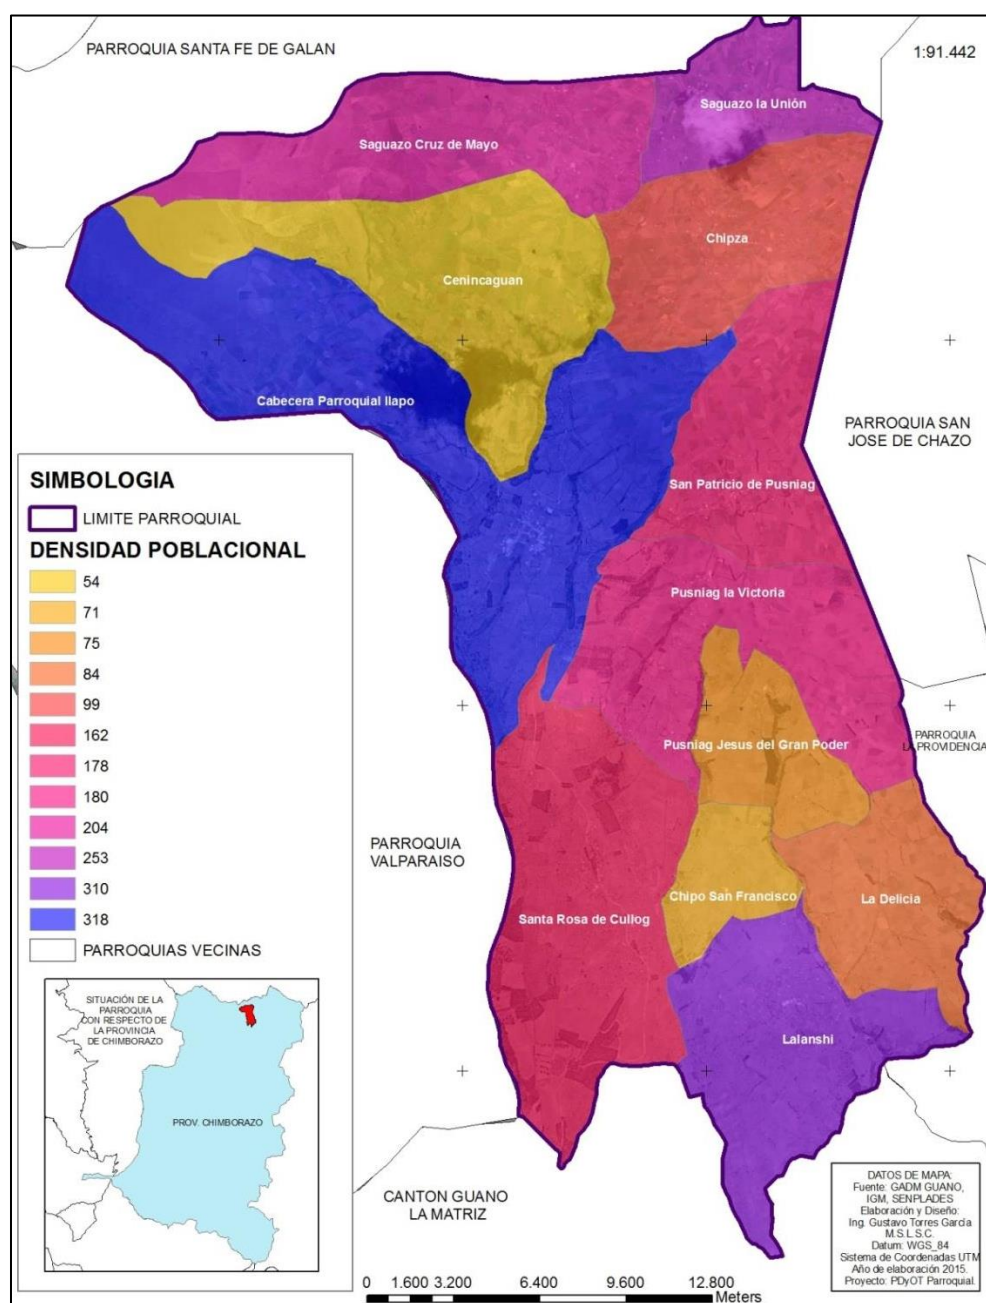 PARROQUIA SANTA FE DE GALAN
1:91.442
Saguazo la Unión
Saguazo Cruz de Mayo
Chipza
Cenincaguan
Cabecera Parroquial Ilapo
PARROQUIA SAN
JOSE DE CHAZO
San Patricio de Pusniag
Pusniag la Victoria
Pusniag Jesus del Gran Poder
PARROQUIA
LA PROVIDENCIA
PARROQUIA
VALPARAISO
Chipo San Francisco
La Delicia
Santa Rosa de Cullog
Lalanshi
CANTON GUANO
LA MATRIZ
SIMBOLOGIA
LIMITE PARROQUIAL
DENSIDAD POBLACIONAL
54
71
75
84
99
162
178
180
204
253
310
318
PARROQUIAS VECINAS
SITUACIÓN DE LA
PARROQUIA
CON RESPECTO DE
LA PROVINCIA
DE CHIMBORAZO
PROV. CHIMBORAZO
DATOS DE MAPA:
Fuente: GADM GUANO,
IGM, SENPLADES
Elaboración y Diseño:
Ing. Gustavo Torres García
M.S.L.S.C.
Datum: WGS_84
Sistema de Coordenadas UTM
Año de elaboración 2015.
Proyecto: PDyOT Parroquial.
0 1.600 3.200 6.400 9.600 12.800
Meters